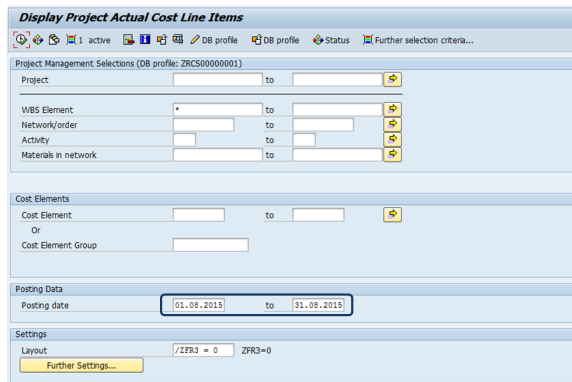 Display Project Actual Cost Line Items
1 active DB profile DB profile Status Further selection criteria...
Project Management Selections (DB profile: ZRCS00000001)
Project to
WBS Element * to
Network/order to
Activity to
Materials in network to
Cost Elements
Cost Element to
Or
Cost Element Group
Posting Data
Posting date 01.08.2015 to 31.08.2015
Settings
Layout /ZFR3 = 0 ZFR3=0
Further Settings...